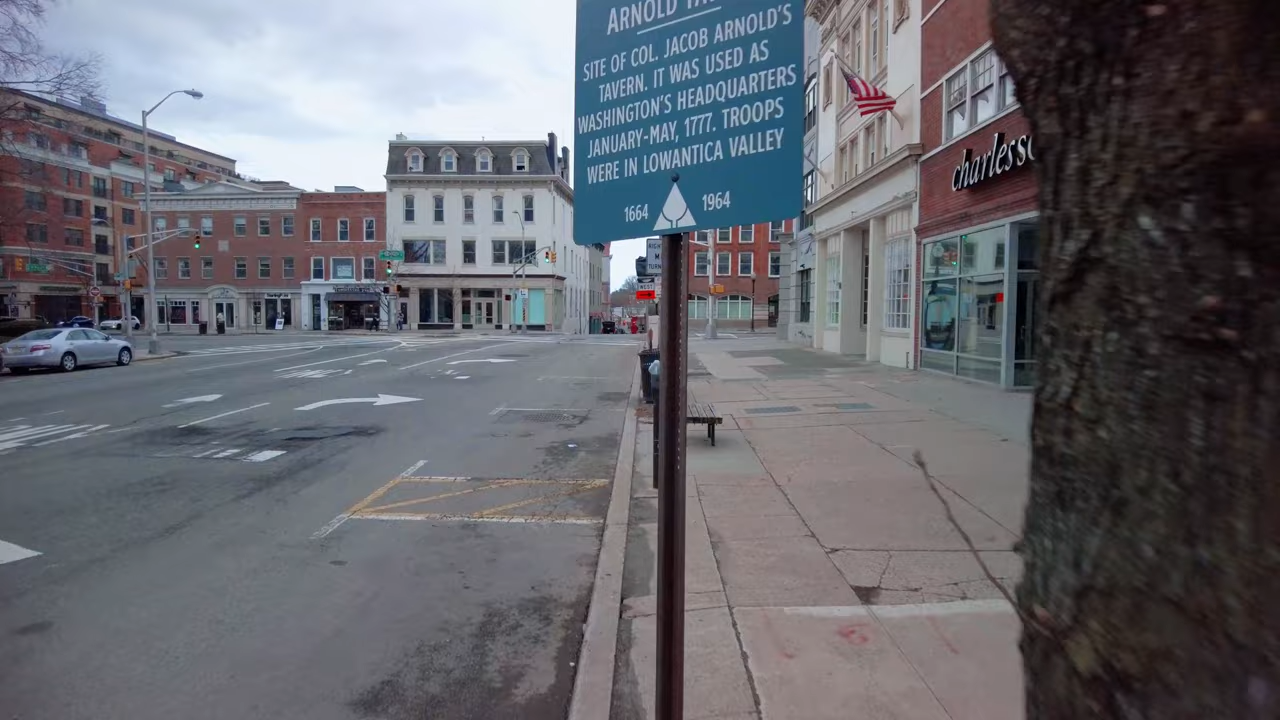 ARNOLD
SITE OF COL. JACOB ARNOLD'S
TAVERN. IT WAS USED AS
WASHINGTON'S HEADQUARTERS
JANUARY-MAY, 1777. TROOPS
WERE IN LOWANTICA VALLEY
1664 1964
charless